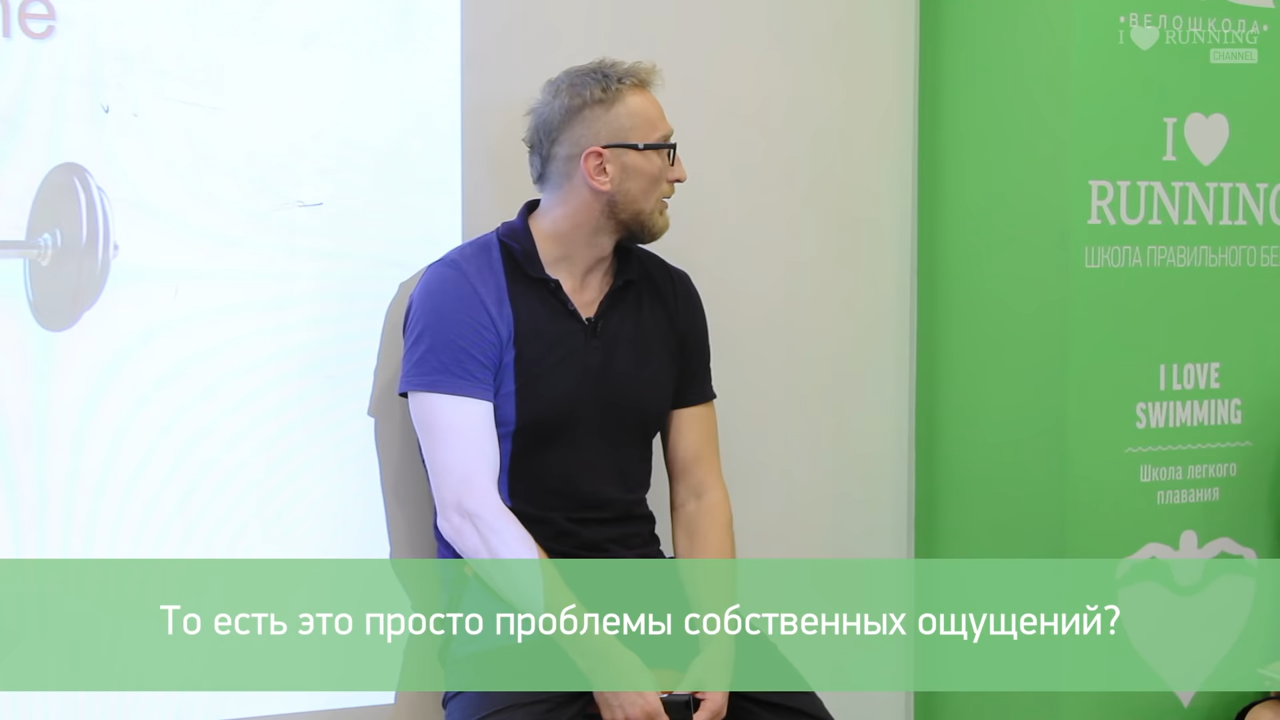 ne
•ВЕЛОШКОЛА•
I RUNNING
CHANNEL
I
RUNNING
ШКОЛА ПРАВИЛЬНОГО БЕ
I LOVE
SWIMMING
Школа легкого
плавания
То есть это просто проблемы собственных ощущений?